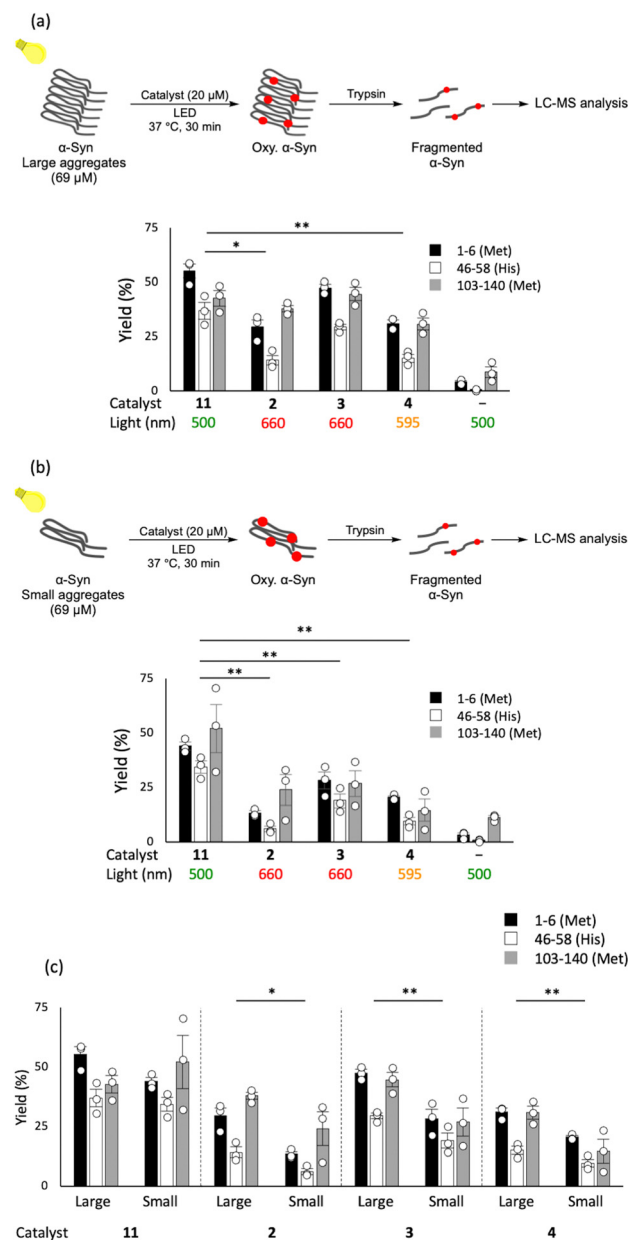 (a)
Catalyst (20 μM)
LED
37 °C, 30 min
Trypsin
LC-MS analysis
α-Syn
Large aggregates
(69 μM)
Oxy. α-Syn
Fragmented
α-Syn
**
*
1-6 (Met)
46-58 (His)
103-140 (Met)
Yield (%)
75
50
25
0
Catalyst 11 2 3 4 –
Light (nm) 500 660 660 595 500
(b)
Catalyst (20 μM)
LED
37 °C, 30 min
Trypsin
LC-MS analysis
α-Syn
Small aggregates
(69 μM)
Oxy. α-Syn
Fragmented
α-Syn
**
**
**
1-6 (Met)
46-58 (His)
103-140 (Met)
Yield (%)
75
50
25
0
Catalyst 11 2 3 4 –
Light (nm) 500 660 660 595 500
(c)
1-6 (Met)
46-58 (His)
103-140 (Met)
* ** **
Yield (%)
75
50
25
0
Large Small Large Small Large Small Large Small
Catalyst 11 2 3 4